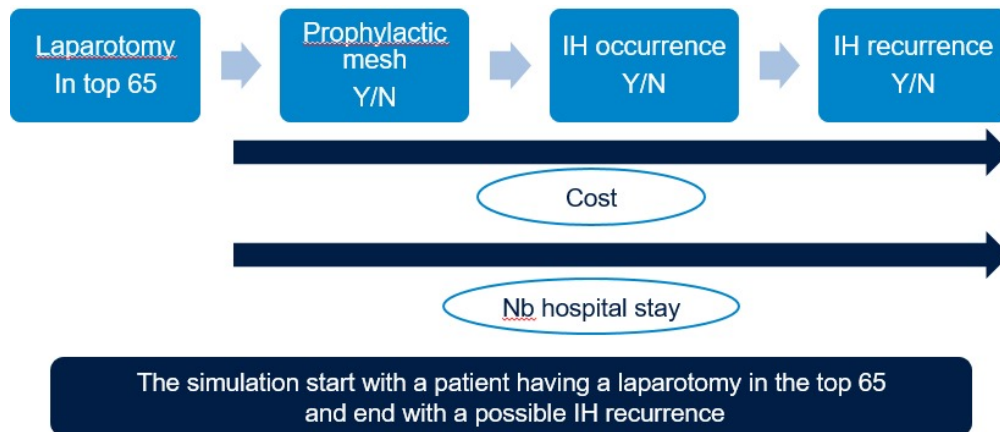 Laparotomy
In top 65
Prophylactic
mesh
Y/N
IH occurrence
Y/N
IH recurrence
Y/N
Cost
Nb hospital stay
The simulation start with a patient having a laparotomy in the top 65
and end with a possible IH recurrence